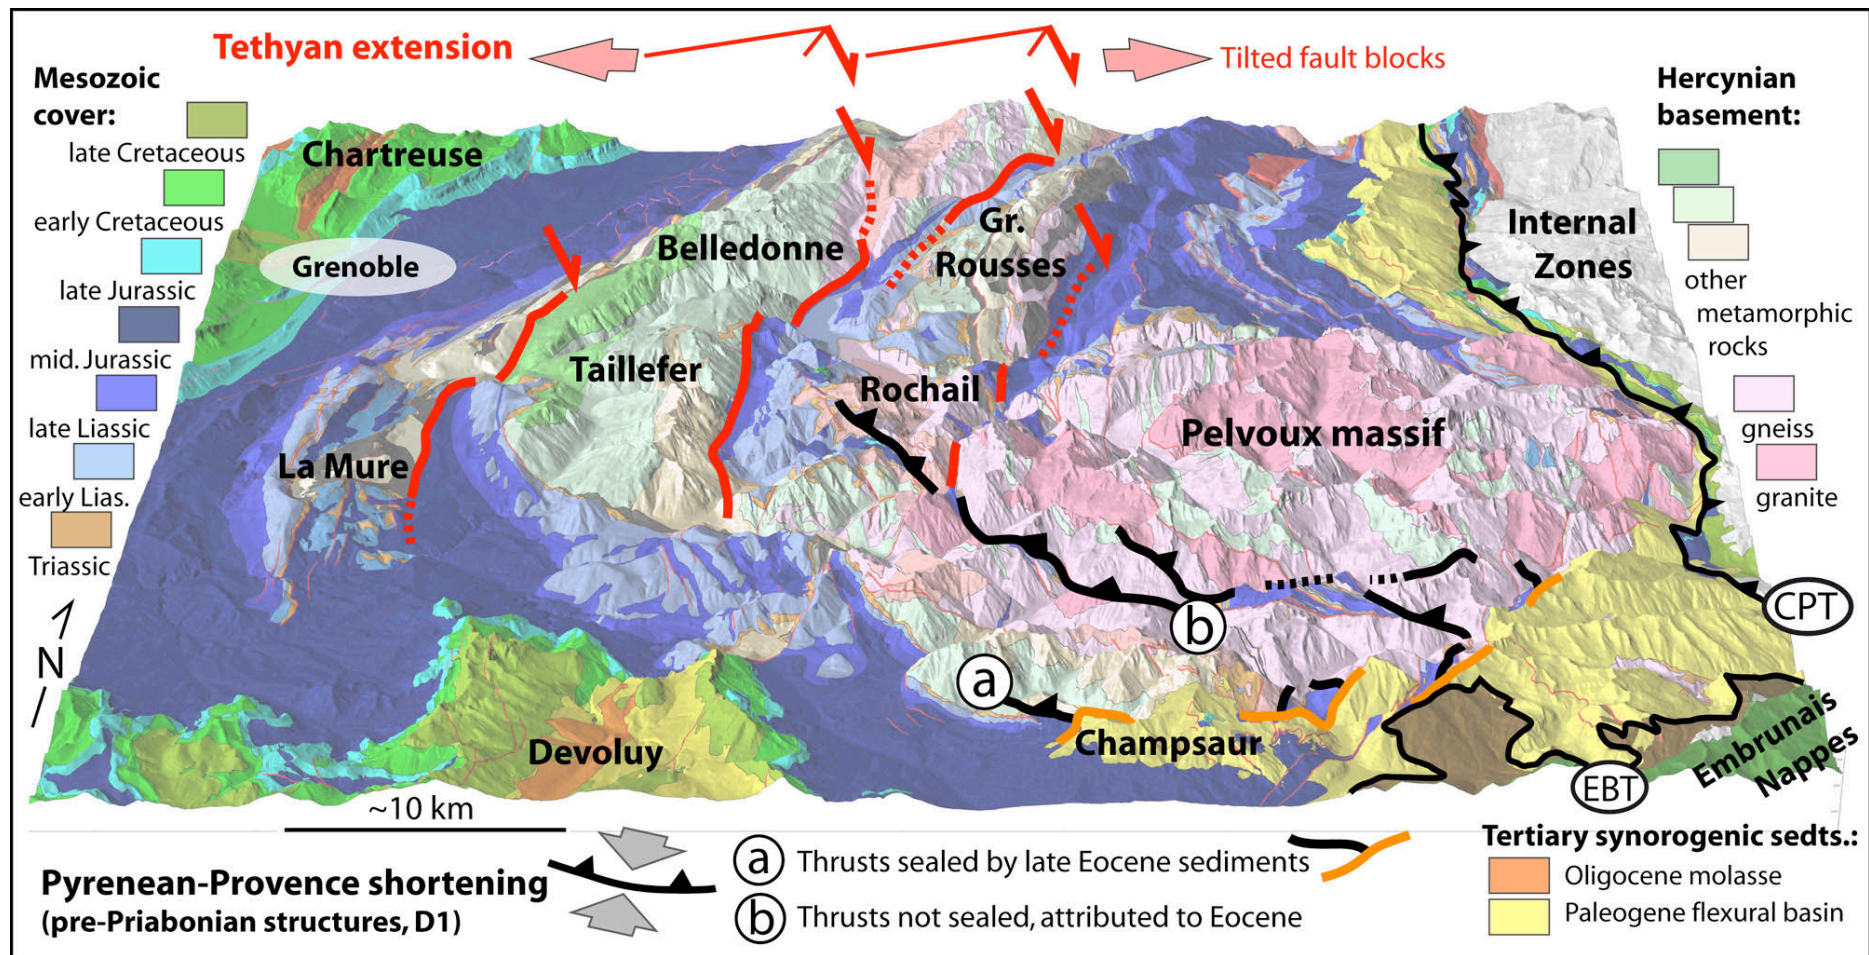 Tethyan extension
Tilted fault blocks
Mesozoic
cover:
late Cretaceous
early Cretaceous
late Jurassic
mid. Jurassic
late Liassic
early Lias.
Triassic
N
Hercynian
basement:
other
metamorphic
rocks
gneiss
granite
Chartreuse
Grenoble
Belledonne
Gr.
Rousses
Internal
Zones
Taillefer
Rochail
Pelvoux massif
La Mure
b
CPT
a
Devoluy
Champsaur
EBT
Embrunais
Nappes
~10 km
Pyrenean-Provence shortening
(pre-Priabonian structures, D1)
a Thrusts sealed by late Eocene sediments
b Thrusts not sealed, attributed to Eocene
Tertiary synorogenic sedts.:
Oligocene molasse
Paleogene flexural basin